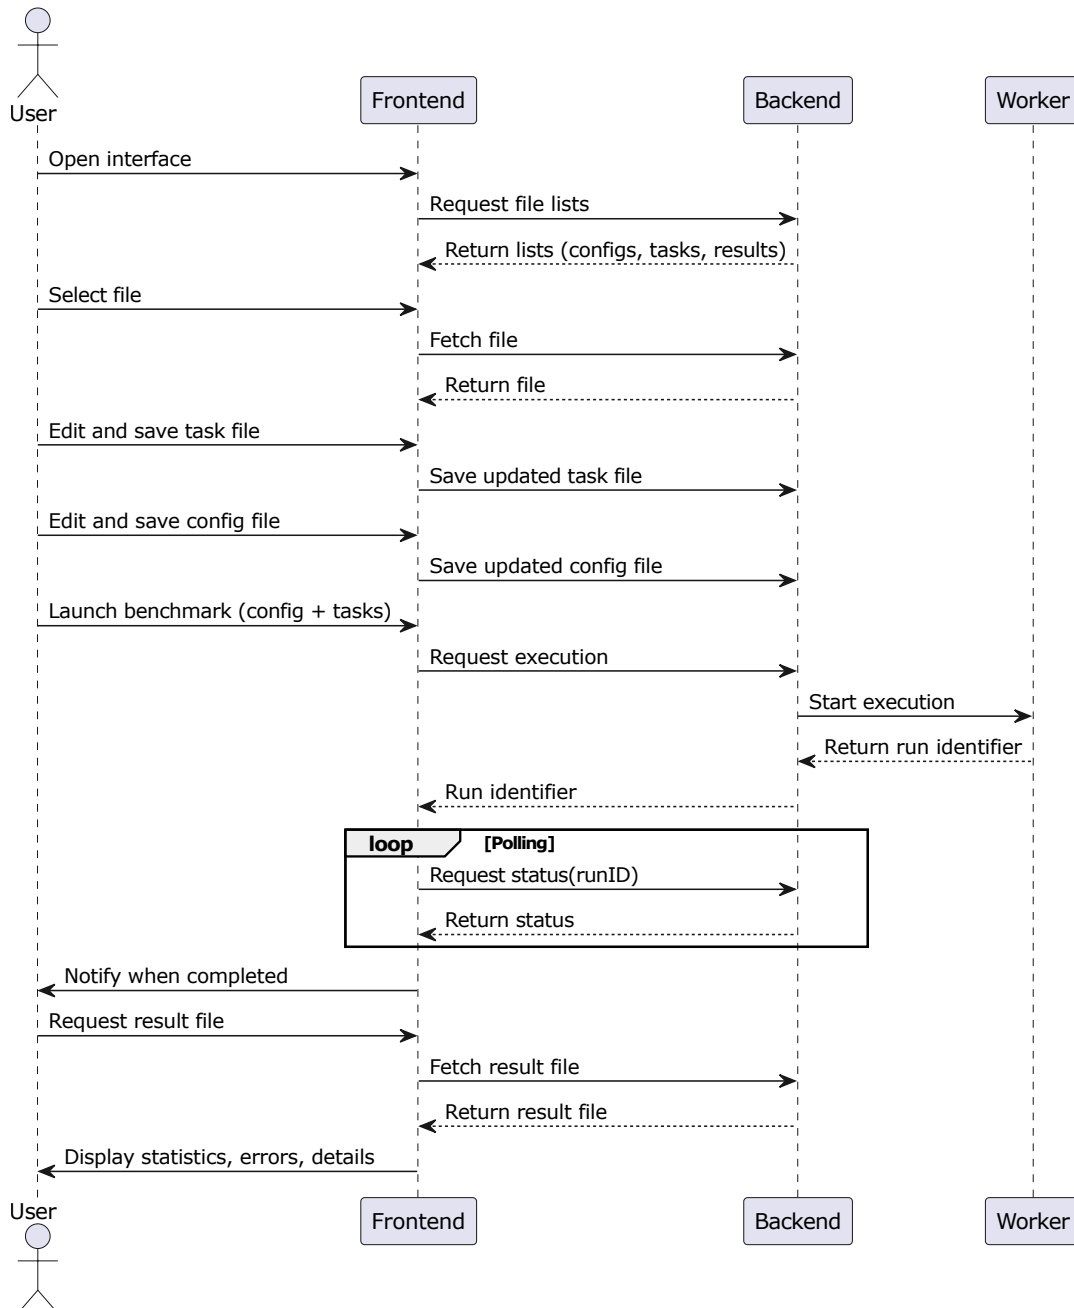 User
Frontend
Backend
Worker
Open interface
Request file lists
Return lists (configs, tasks, results)
Select file
Fetch file
Return file
Edit and save task file
Save updated task file
Edit and save config file
Save updated config file
Launch benchmark (config + tasks)
Request execution
Start execution
Return run identifier
Run identifier
loop
[Polling]
Request status(runID)
Return status
Notify when completed
Request result file
Fetch result file
Return result file
Display statistics, errors, details
User
Frontend
Backend
Worker